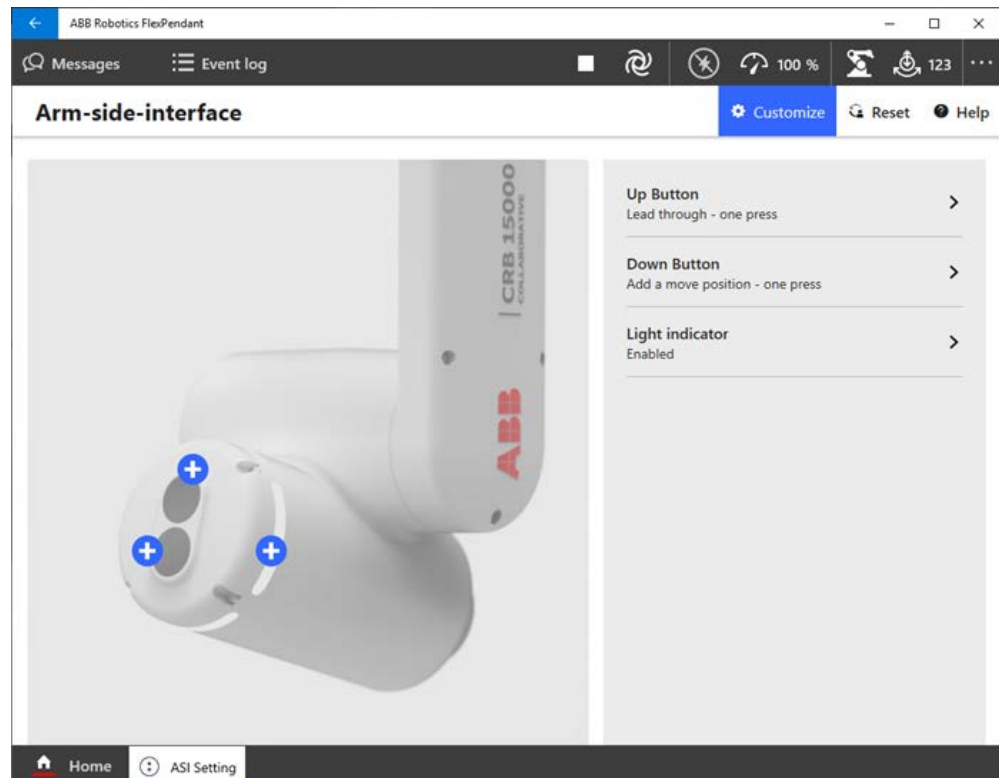 ABB Robotics FlexPendant
Messages
Event log
100 %
123
Arm-side-interface
Customize
Reset
Help
CRB 15000
COLLABORATIVE
ABB
Up Button
Lead through - one press
Down Button
Add a move position - one press
Light indicator
Enabled
Home
ASI Setting